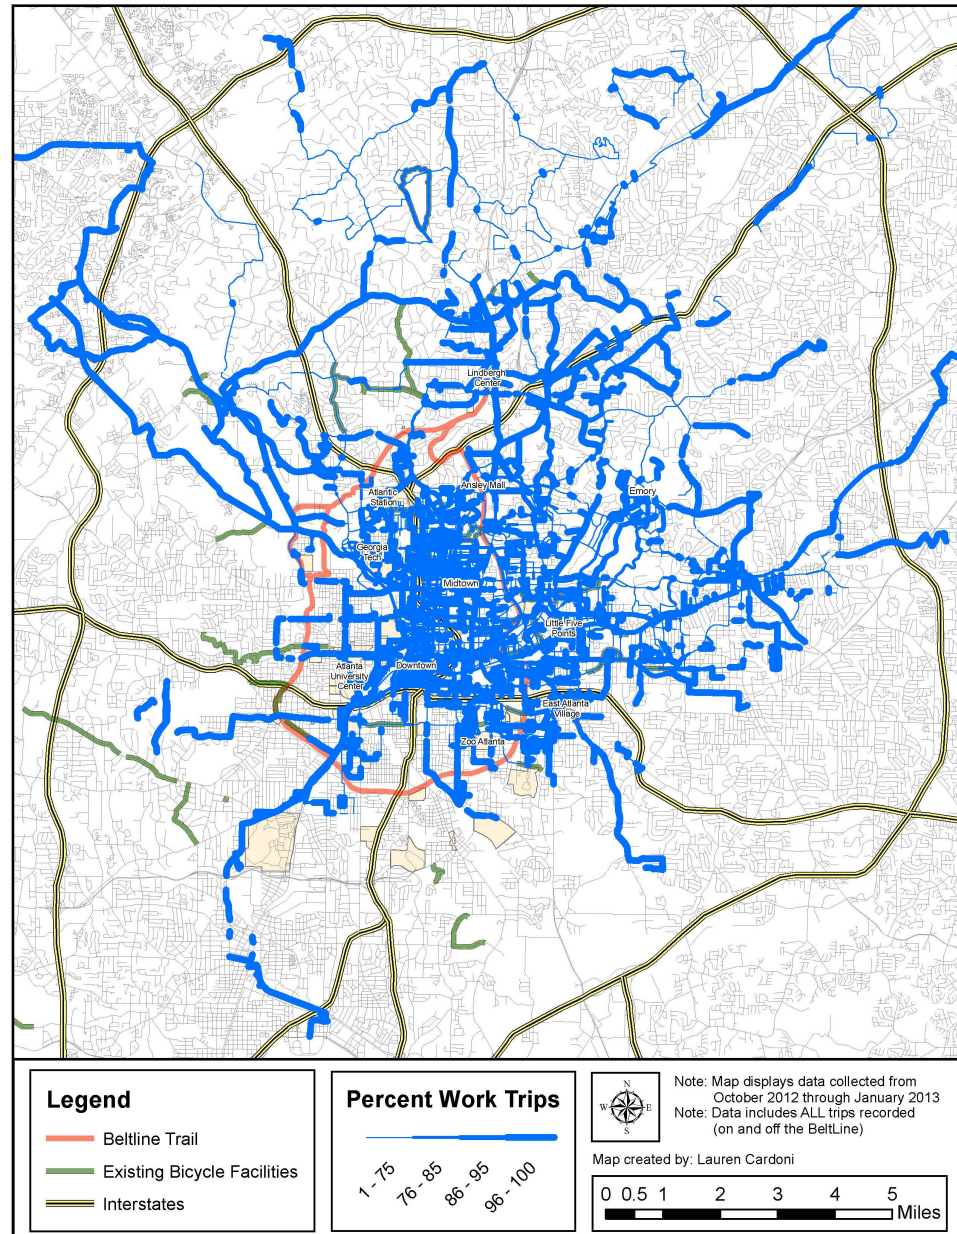 Lindbergh
Center
Ansley Mall
Atlantic
Station
Emory
Georgia
Tech
Midtown
Little Five
Points
Atlanta
University
Center
Downtown
East Atlanta
Village
Zoo Atlanta
Legend
Beltline Trail
Existing Bicycle Facilities
Interstates
Percent Work Trips
1 - 75
76 - 85
86 - 95
96 - 100
N
W
E
S
Note: Map displays data collected from
October 2012 through January 2013
Note: Data includes ALL trips recorded
(on and off the BeltLine)
Map created by: Lauren Cardoni
0 0.5 1 2 3 4 5
Miles